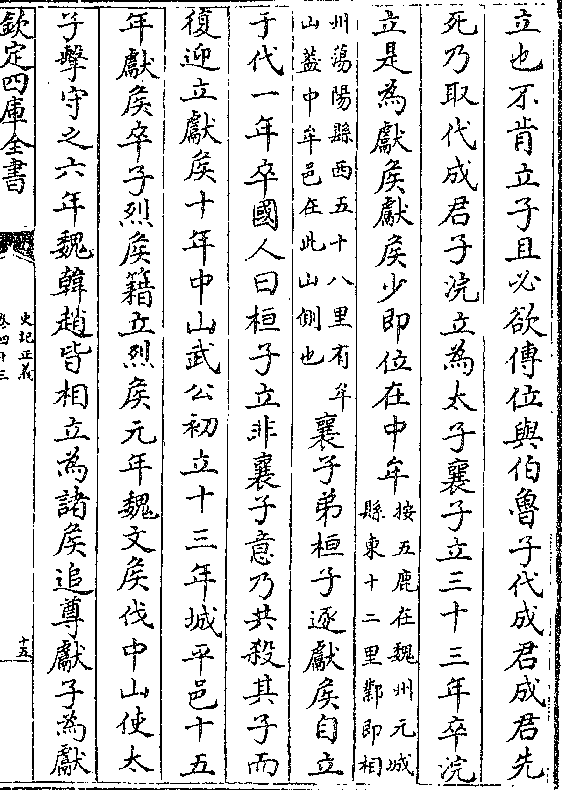 立也不肯立子且必欲傳位與伯魯子代成君成君先
死乃取代成君子浣立為太子襄子立三十三年卒浣
立是為獻侯獻侯少即位在中牟按五鹿在魏州元城縣東十二里鄴即相
州蕩陽縣西五十八里有牟山蓋中牟邑在此山側也襄子弟桓子逐獻侯自立
于代一年卒國人曰桓子立非襄子意乃共殺其子而
復迎立獻侯十年中山武公初立十三年城平邑十五
年獻侯卒子烈侯籍立烈侯元年魏文侯伐中山使太
子擊守之六年魏韓趙皆相立為諸侯追尊獻子為獻
欽定四庫全書
史記正義
卷四十三
十五